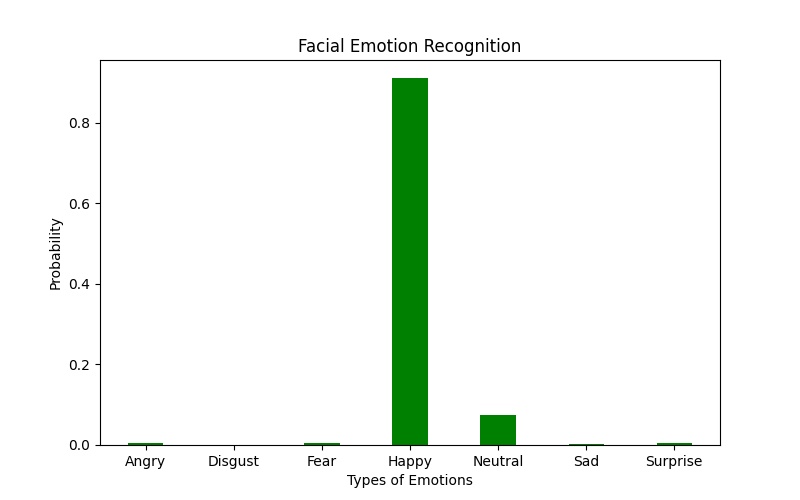 Facial Emotion Recognition
Probability
0.8
0.6
0.4
0.2
0.0
Angry Disgust Fear Happy Neutral Sad Surprise
Types of Emotions